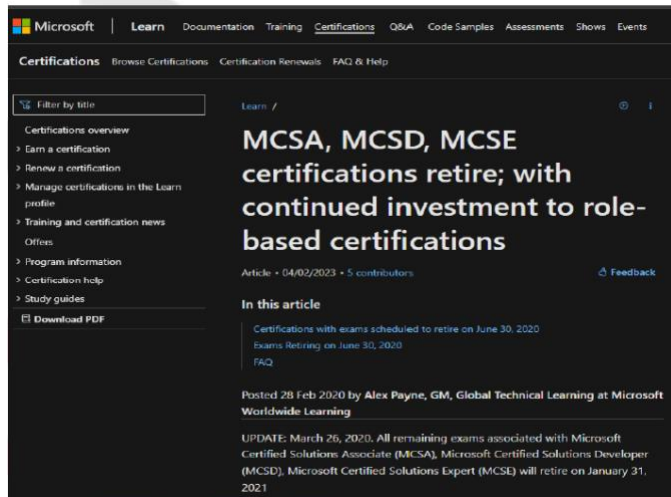 Microsoft | Learn Documentation Training Certifications Q&A Code Samples Assessments Shows Events
Certifications Browse Certifications Certification Renewals FAQ & Help
Filter by title
Certifications overview
> Earn a certification
> Renew a certification
> Manage certifications in the Learn
profile
> Training and certification news
Offers
> Program information
> Certification help
> Study guides
Download PDF
Learn /
MCSA, MCSD, MCSE
certifications retire; with
continued investment to role-
based certifications
Article • 04/02/2023 • 5 contributors
Feedback
In this article
Certifications with exams scheduled to retire on June 30, 2020
Exams Retiring on June 30, 2020
FAQ
Posted 28 Feb 2020 by Alex Payne, GM, Global Technical Learning at Microsoft
Worldwide Learning
UPDATE: March 26, 2020. All remaining exams associated with Microsoft
Certified Solutions Associate (MCSA), Microsoft Certified Solutions Developer
(MCSD), Microsoft Certified Solutions Expert (MCSE) will retire on January 31,
2021